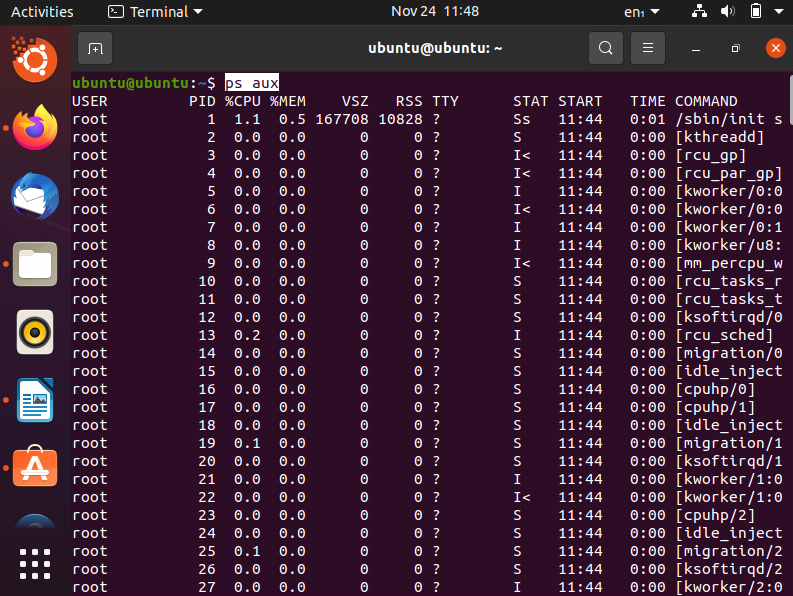 Activities Terminal Nov 24 11:48 en₁
ubuntu@ubuntu: ~
ubuntu@ubuntu:~$ ps aux
USER PID %CPU %MEM VSZ RSS TTY STAT START TIME COMMAND
root 1 1.1 0.5 167708 10828 ? Ss 11:44 0:01 /sbin/init s
root 2 0.0 0.0 0 0 ? S 11:44 0:00 [kthreadd]
root 3 0.0 0.0 0 0 ? I< 11:44 0:00 [rcu_gp]
root 4 0.0 0.0 0 0 ? I< 11:44 0:00 [rcu_par_gp]
root 5 0.0 0.0 0 0 ? I 11:44 0:00 [kworker/0:0
root 6 0.0 0.0 0 0 ? I< 11:44 0:00 [kworker/0:0
root 7 0.0 0.0 0 0 ? I 11:44 0:00 [kworker/0:1
root 8 0.0 0.0 0 0 ? I 11:44 0:00 [kworker/u8:
root 9 0.0 0.0 0 0 ? I< 11:44 0:00 [mm_percpu_w
root 10 0.0 0.0 0 0 ? S 11:44 0:00 [rcu_tasks_r
root 11 0.0 0.0 0 0 ? S 11:44 0:00 [rcu_tasks_t
root 12 0.0 0.0 0 0 ? S 11:44 0:00 [ksoftirqd/0
root 13 0.2 0.0 0 0 ? I 11:44 0:00 [rcu_sched]
root 14 0.0 0.0 0 0 ? S 11:44 0:00 [migration/0
root 15 0.0 0.0 0 0 ? S 11:44 0:00 [idle_inject
root 16 0.0 0.0 0 0 ? S 11:44 0:00 [cpuhp/0]
root 17 0.0 0.0 0 0 ? S 11:44 0:00 [cpuhp/1]
root 18 0.0 0.0 0 0 ? S 11:44 0:00 [idle_inject
root 19 0.1 0.0 0 0 ? S 11:44 0:00 [migration/1
root 20 0.0 0.0 0 0 ? S 11:44 0:00 [ksoftirqd/1
root 21 0.0 0.0 0 0 ? I 11:44 0:00 [kworker/1:0
root 22 0.0 0.0 0 0 ? I< 11:44 0:00 [kworker/1:0
root 23 0.0 0.0 0 0 ? S 11:44 0:00 [cpuhp/2]
root 24 0.0 0.0 0 0 ? S 11:44 0:00 [idle_inject
root 25 0.1 0.0 0 0 ? S 11:44 0:00 [migration/2
root 26 0.0 0.0 0 0 ? S 11:44 0:00 [ksoftirqd/2
root 27 0.0 0.0 0 0 ? I 11:44 0:00 [kworker/2:0